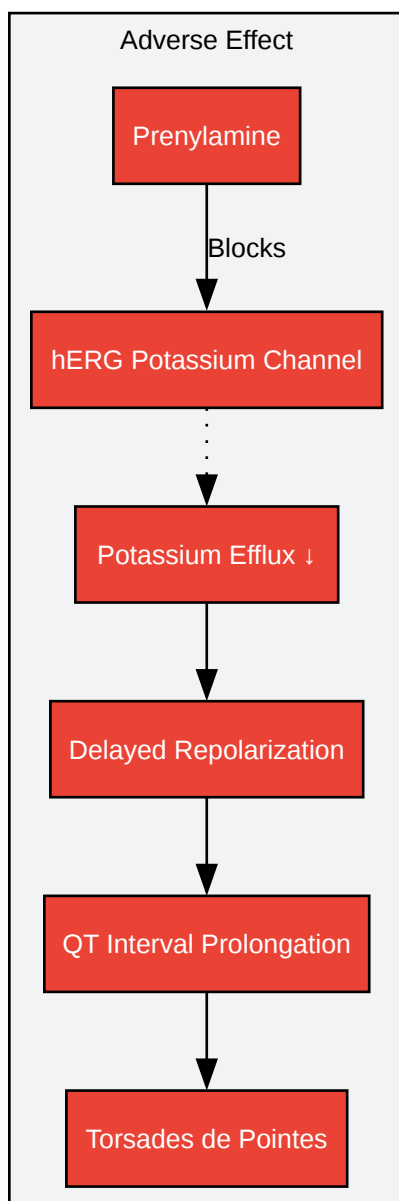 Adverse Effect
Prenylamine
Blocks
hERG Potassium Channel
Potassium Efflux ↓
Delayed Repolarization
QT Interval Prolongation
Torsades de Pointes